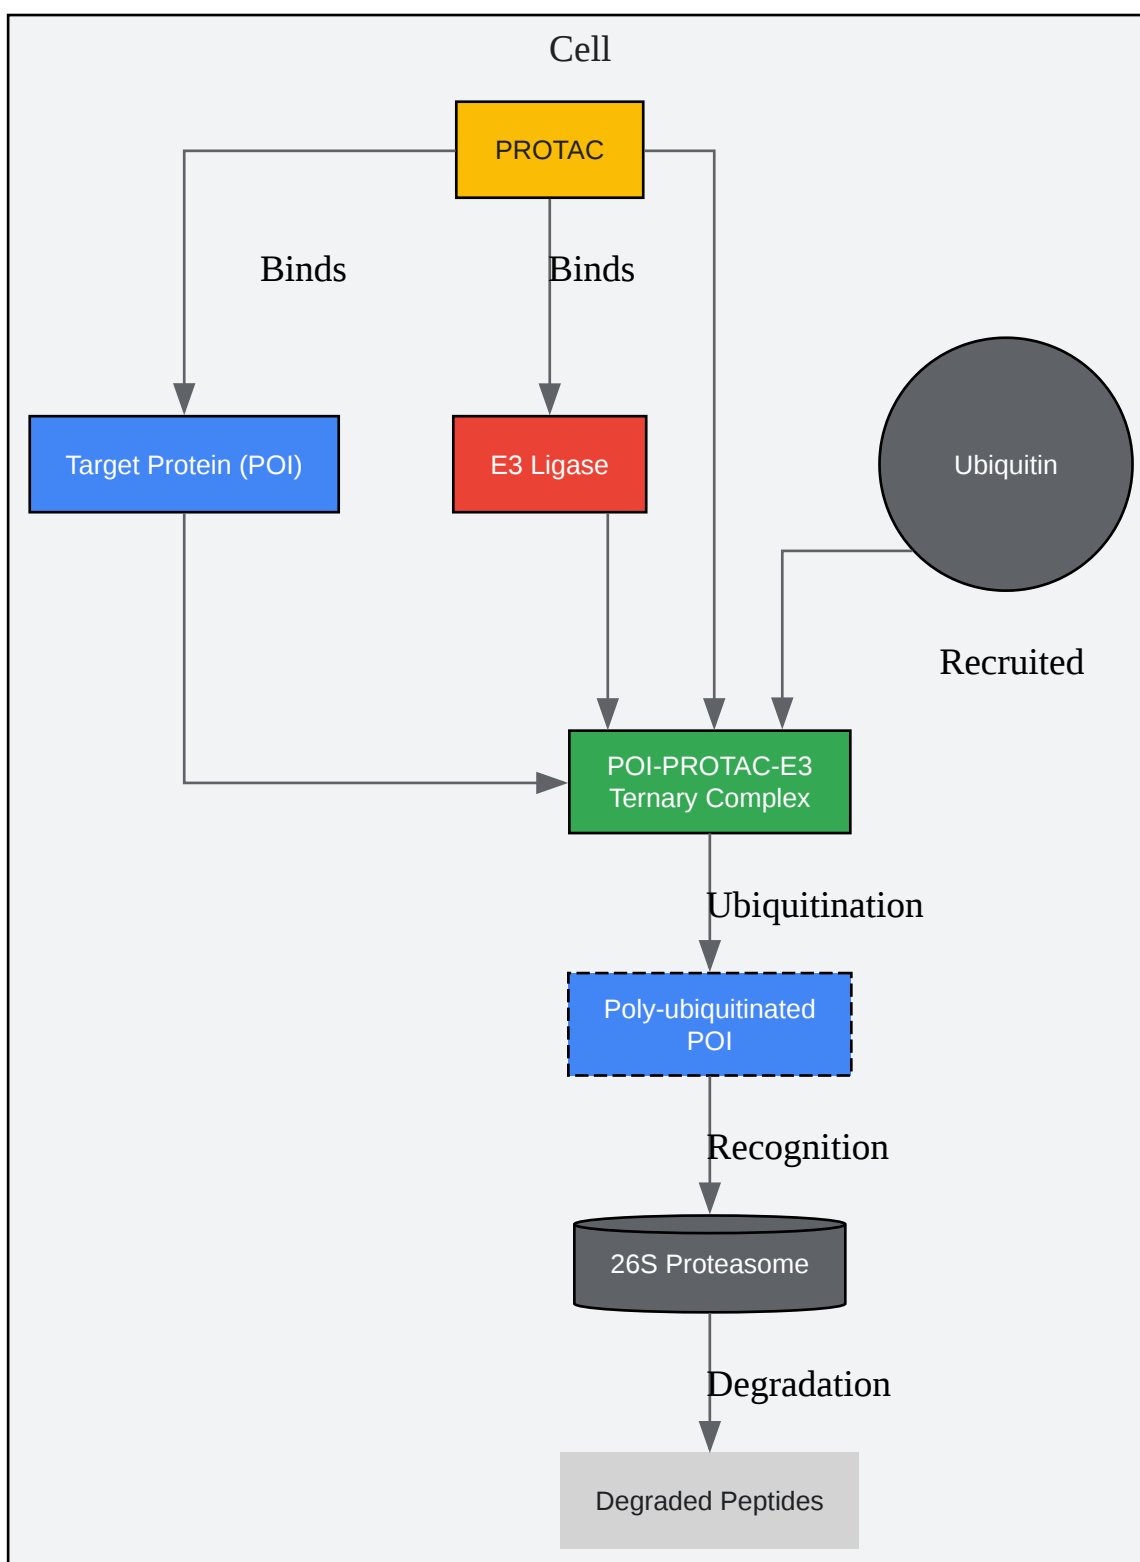 Cell
PROTAC
Binds
Binds
Target Protein (POI)
E3 Ligase
Ubiquitin
Recruited
POI-PROTAC-E3
Ternary Complex
Ubiquitination
Poly-ubiquitinated
POI
Recognition
26S Proteasome
Degradation
Degraded Peptides